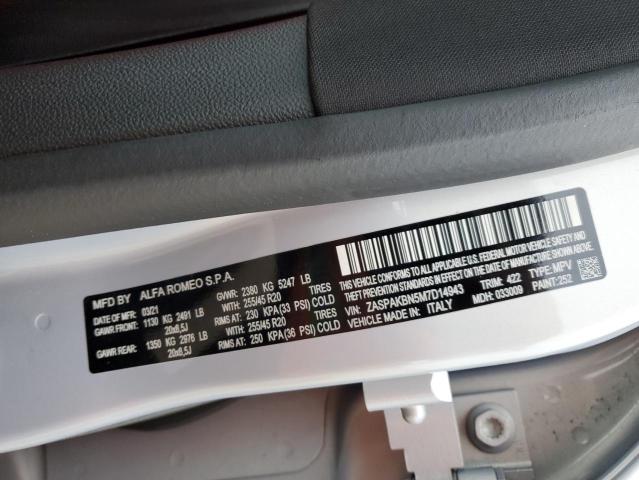 MFD BY ALFA ROMEO S.P.A.
DATE OF MFR: 03/21 GVWR: 2380 KG 5247 LB
GAWR FRONT: 1130 KG 2491 LB WITH: 255/45 R20
20x8,5J RIMS AT: 230 KPA(33 PSI) COLD
GAWR REAR: 1350 KG 2976 LB WITH: 255/45 R20
20x8,5J RIMS AT: 250 KPA(36 PSI) COLD
THIS VEHICLE CONFORMS TO ALL APPLICABLE U.S. FEDERAL MOTOR VEHICLE SAFETY
AND THEFT PREVENTION STANDARDS IN EFFECT ON THE DATE OF MANUFACTURE SHOWN ABOVE
VIN: ZASPAKBN5M7D14943 TYPE: MPV
VEHICLE MADE IN: ITALY TRIM: 422 PAINT: 252
MDH: 033009